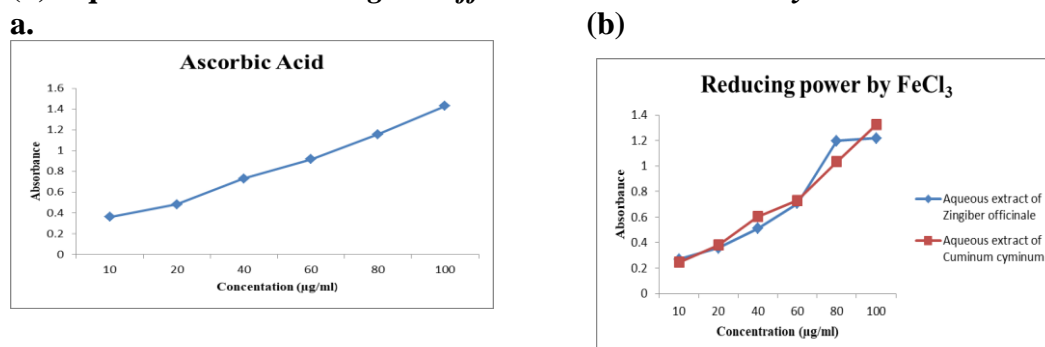 a.
(b)
Ascorbic Acid
1.6
1.4
1.2
1
0.8
0.6
0.4
0.2
0
Absorbance
10 20 40 60 80 100
Concentation (µg/ml)
Reducing power by FeCl₃
1.4
1.2
1
0.8
0.6
0.4
0.2
0
Absorbance
10 20 40 60 80 100
Concentration (µg/ml)
Aqueous extract of
Zingiber officinale
Aqueous extract of
Cuminum cyminum